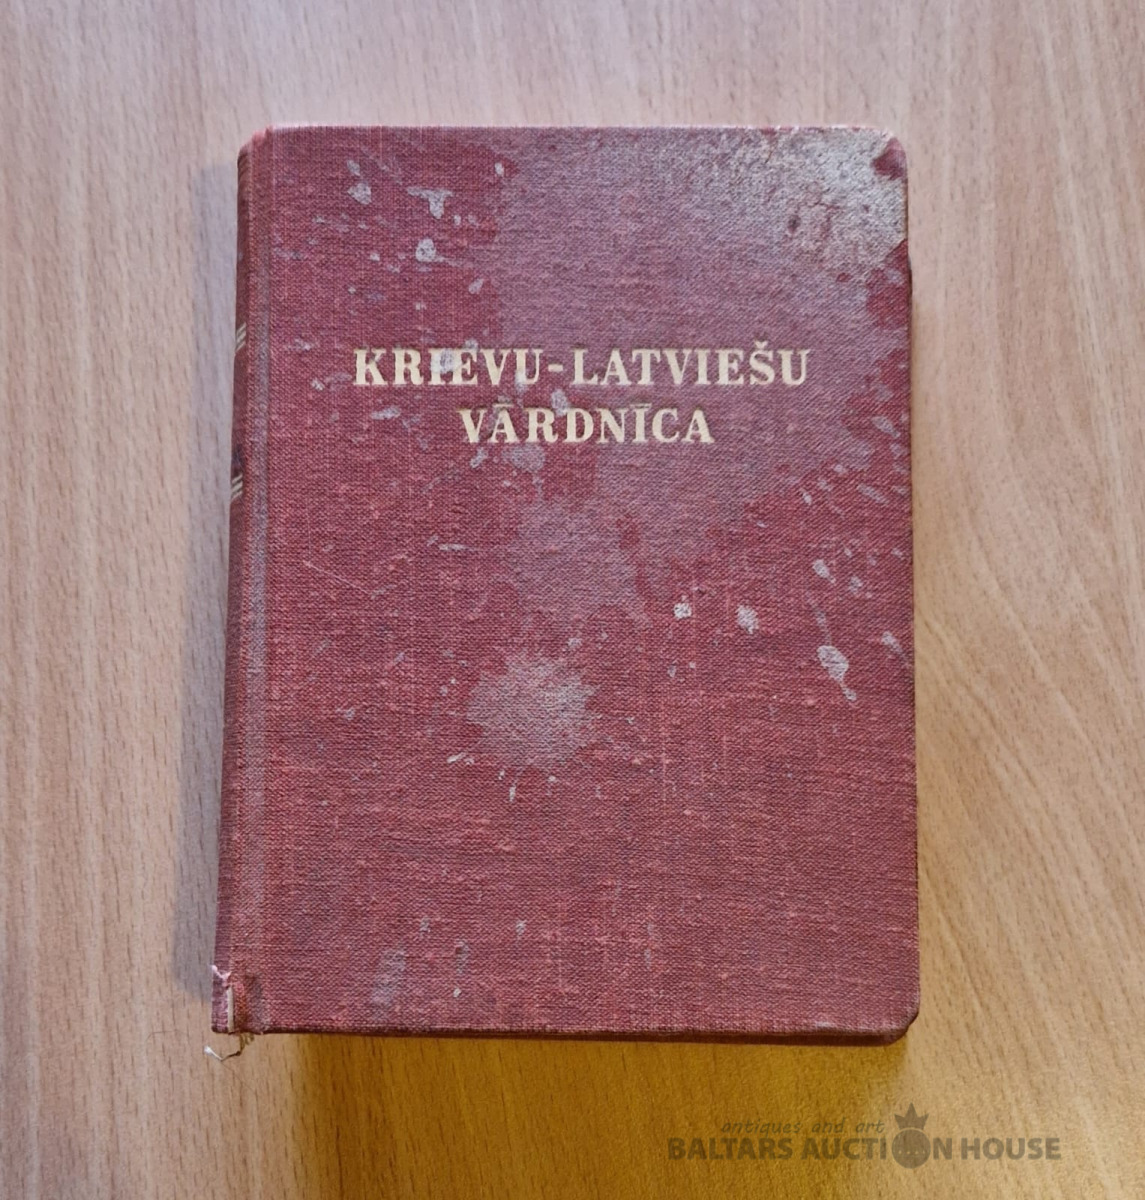 KRIEVU-LATVIEŠU
VĀRDNĪCA
antiques and art
BALTARS AUCTION HOUSE